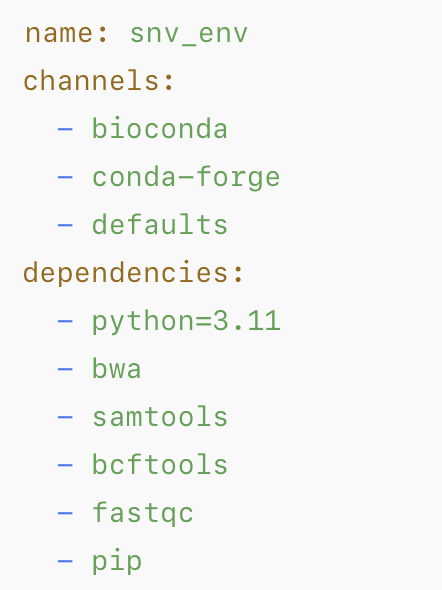 name: snv_env
channels:
  - bioconda
  - conda-forge
  - defaults
dependencies:
  - python=3.11
  - bwa
  - samtools
  - bcftools
  - fastqc
  - pip